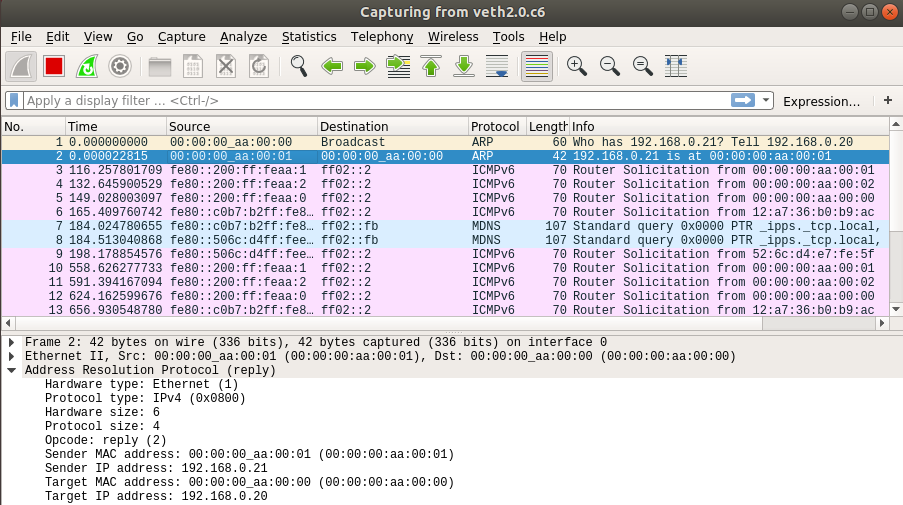 Capturing from veth2.0.c6
File Edit View Go Capture Analyze Statistics Telephony Wireless Tools Help
Apply a display filter ... <Ctrl-/> Expression... +
No. Time Source Destination Protocol Length Info
1 0.000000000 00:00:00_aa:00:00 Broadcast ARP 60 Who has 192.168.0.21? Tell 192.168.0.20
2 0.000022815 00:00:00_aa:00:01 00:00:00_aa:00:00 ARP 42 192.168.0.21 is at 00:00:00:aa:00:01
3 116.257801709 fe80::200:ff:feaa:1 ff02::2 ICMPv6 70 Router Solicitation from 00:00:00:aa:00:01
4 132.645900529 fe80::200:ff:feaa:2 ff02::2 ICMPv6 70 Router Solicitation from 00:00:00:aa:00:02
5 149.028003097 fe80::200:ff:feaa:0 ff02::2 ICMPv6 70 Router Solicitation from 00:00:00:aa:00:00
6 165.409760742 fe80::c0b7:b2ff:fe8... ff02::2 ICMPv6 70 Router Solicitation from 12:a7:36:b0:b9:ac
7 184.024780655 fe80::c0b7:b2ff:fe8... ff02::fb MDNS 107 Standard query 0x0000 PTR _ipps._tcp.local,
8 184.513040868 fe80::506c:d4ff:fee... ff02::fb MDNS 107 Standard query 0x0000 PTR _ipps._tcp.local,
9 198.178854576 fe80::506c:d4ff:fee... ff02::2 ICMPv6 70 Router Solicitation from 52:6c:d4:e7:fe:5f
10 558.626277733 fe80::200:ff:feaa:1 ff02::2 ICMPv6 70 Router Solicitation from 00:00:00:aa:00:01
11 591.394167094 fe80::200:ff:feaa:2 ff02::2 ICMPv6 70 Router Solicitation from 00:00:00:aa:00:02
12 624.162599676 fe80::200:ff:feaa:0 ff02::2 ICMPv6 70 Router Solicitation from 00:00:00:aa:00:00
13 656.930548780 fe80::c0b7:b2ff:fe8... ff02::2 ICMPv6 70 Router Solicitation from 12:a7:36:b0:b9:ac
Frame 2: 42 bytes on wire (336 bits), 42 bytes captured (336 bits) on interface 0
Ethernet II, Src: 00:00:00_aa:00:01 (00:00:00:aa:00:01), Dst: 00:00:00_aa:00:00 (00:00:00:aa:00:00)
Address Resolution Protocol (reply)
Hardware type: Ethernet (1)
Protocol type: IPv4 (0x0800)
Hardware size: 6
Protocol size: 4
Opcode: reply (2)
Sender MAC address: 00:00:00_aa:00:01 (00:00:00:aa:00:01)
Sender IP address: 192.168.0.21
Target MAC address: 00:00:00_aa:00:00 (00:00:00:aa:00:00)
Target IP address: 192.168.0.20